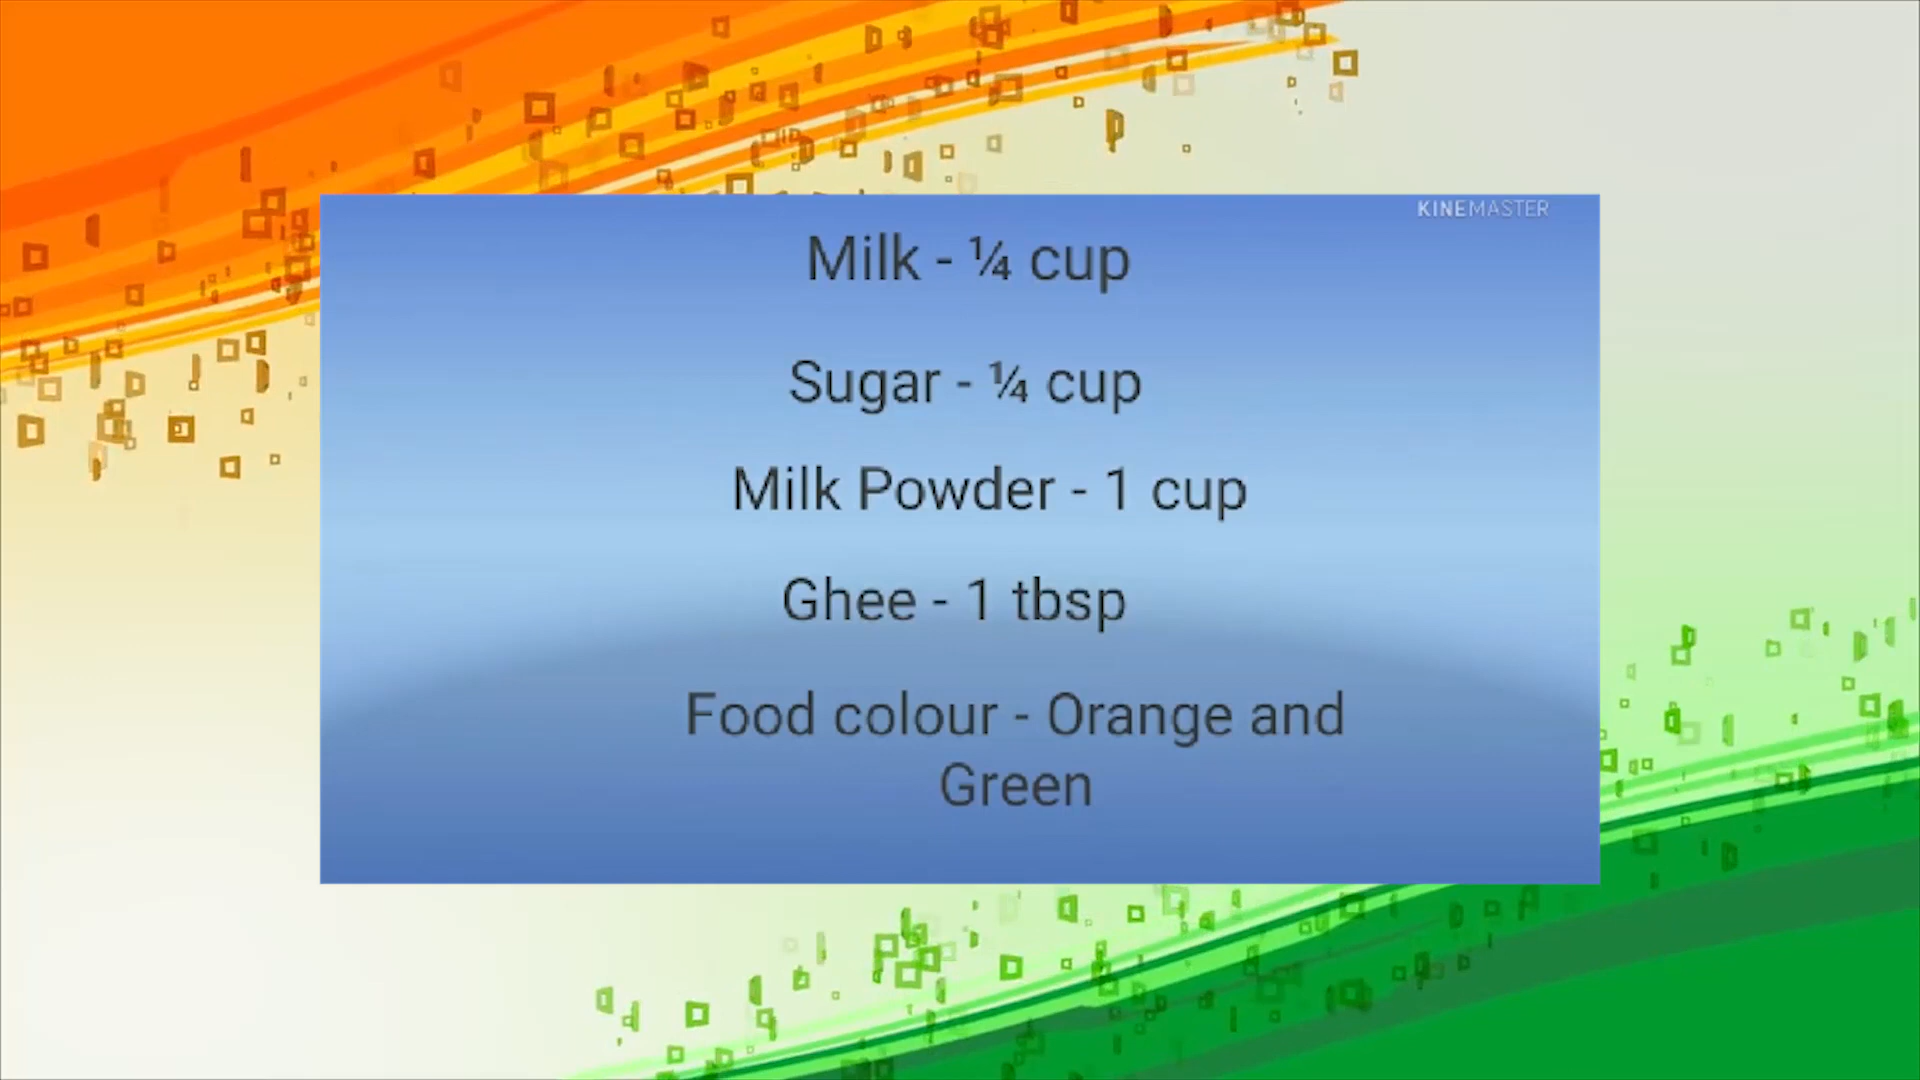 KINEMASTER
Milk - ¼ cup
Sugar - ¼ cup
Milk Powder - 1 cup
Ghee - 1 tbsp
Food colour - Orange and
Green